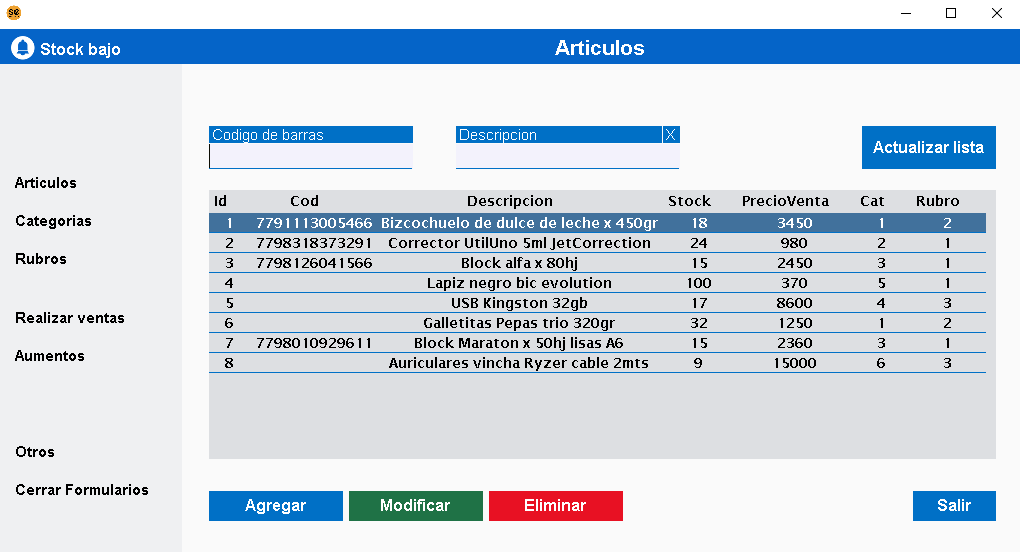 Stock bajo
Articulos
Codigo de barras
Descripcion X
Actualizar lista
Articulos
Categorias
Rubros
Realizar ventas
Aumentos
Otros
Cerrar Formularios
Id Cod Descripcion Stock PrecioVenta Cat Rubro
1 7791113005466 Bizcochuelo de dulce de leche x 450gr 18 3450 1 2
2 7798318373291 Corrector UtilUno 5ml JetCorrection 24 980 2 1
3 7798126041566 Block alfa x 80hj 15 2450 3 1
4 Lapiz negro bic evolution 100 370 5 1
5 USB Kingston 32gb 17 8600 4 3
6 Galletitas Pepas trio 320gr 32 1250 1 2
7 7798010929611 Block Maraton x 50hj lisas A6 15 2360 3 1
8 Auriculares vincha Ryzer cable 2mts 9 15000 6 3
Agregar
Modificar
Eliminar
Salir